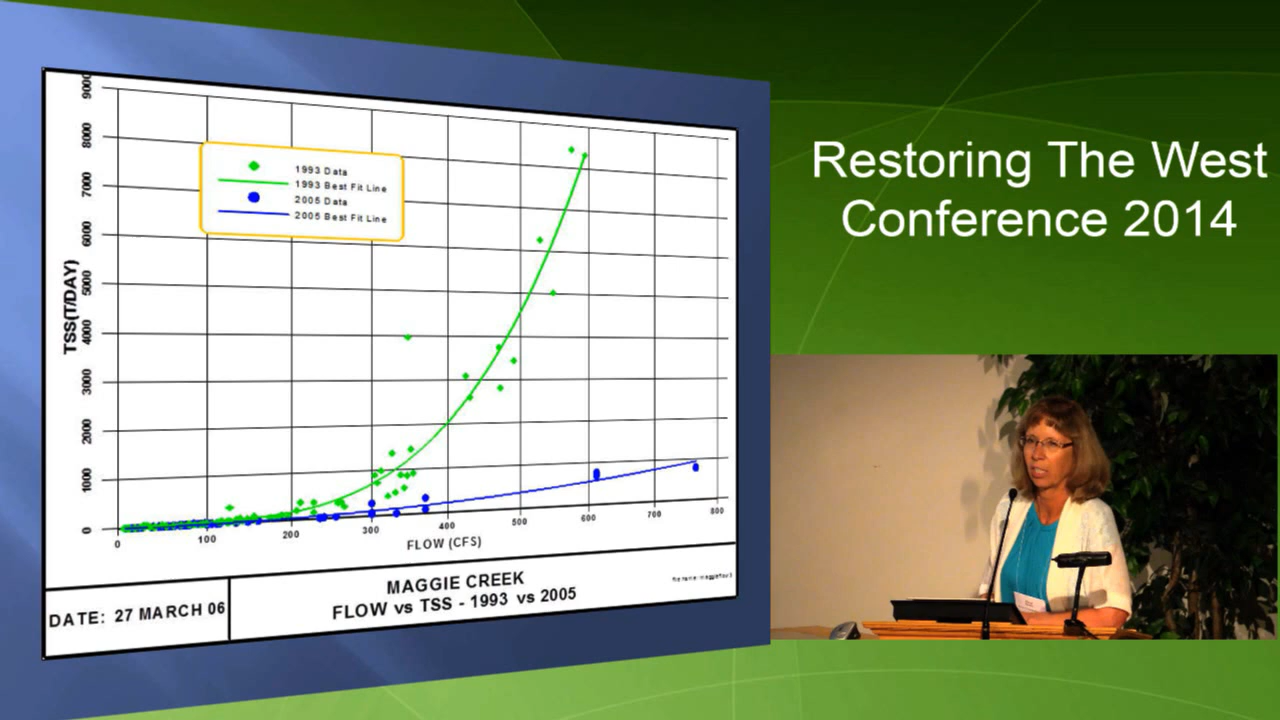 9000
8000
7000
6000
5000
4000
3000
2000
1000
0
TSS(T/DAY)
1993 Data
1993 Best Fit Line
2005 Data
2005 Best Fit Line
0 100 200 300 400 500 600 700 800
FLOW (CFS)
DATE: 27 MARCH 06
MAGGIE CREEK
FLOW vs TSS - 1993 vs 2005
Restoring The West
Conference 2014